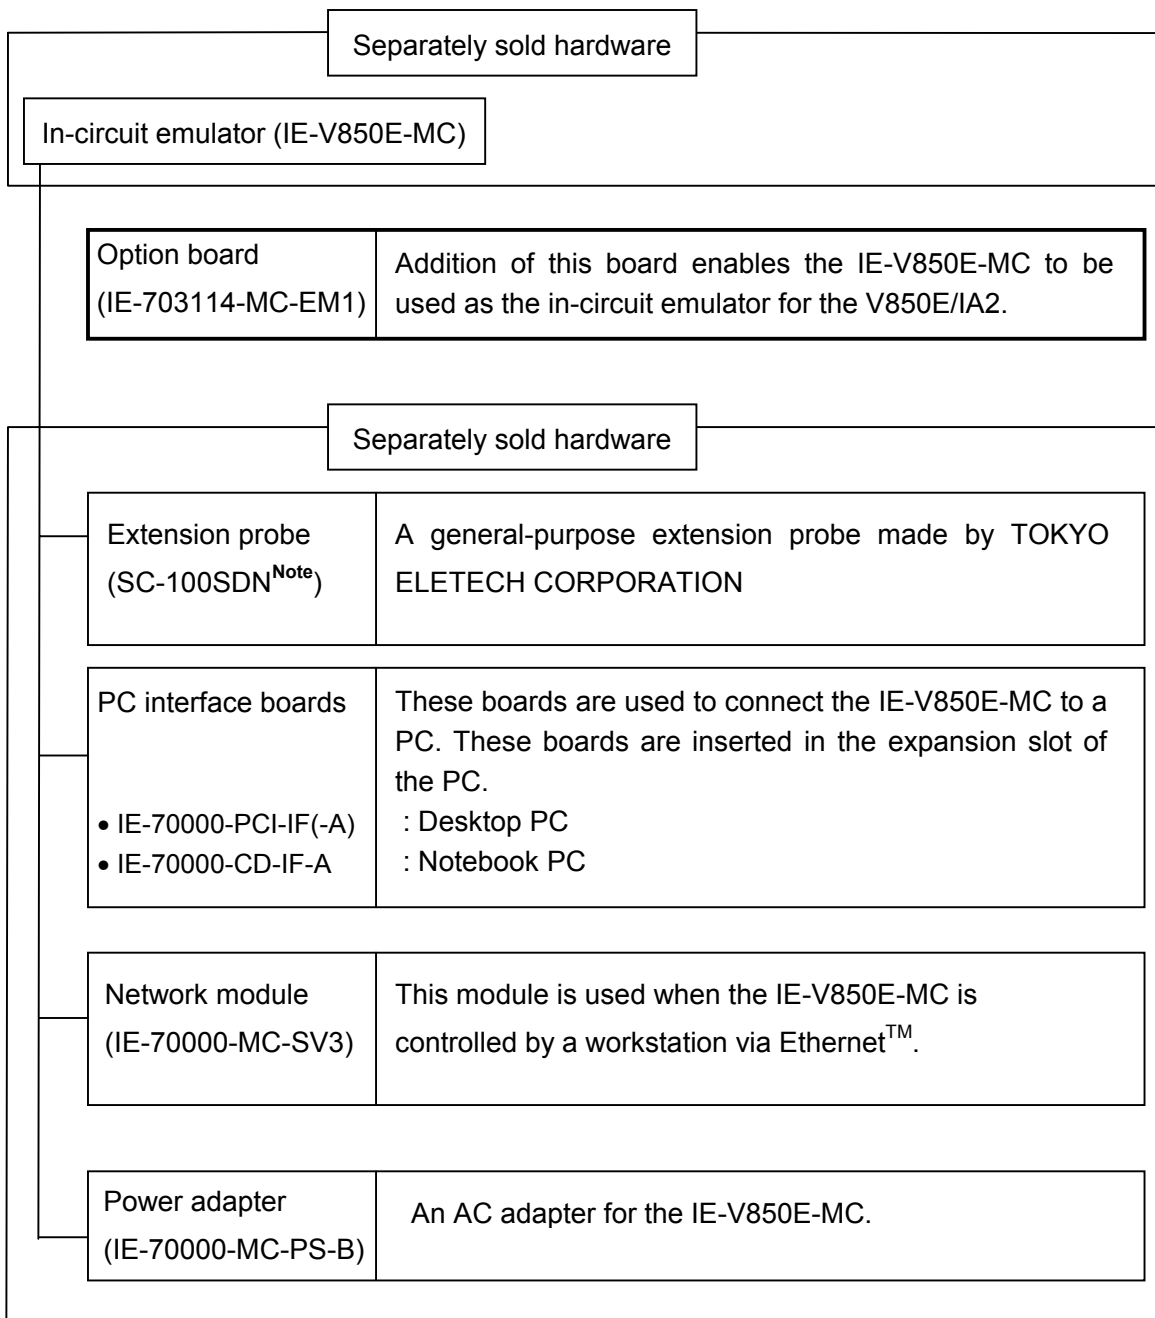 Separately sold hardware
In-circuit emulator (IE-V850E-MC)
Option board
(IE-703114-MC-EM1)
Addition of this board enables the IE-V850E-MC to be
used as the in-circuit emulator for the V850E/IA2.
Separately sold hardware
Extension probe
(SC-100SDNNote)
A general-purpose extension probe made by TOKYO
ELETECH CORPORATION
PC interface boards
• IE-70000-PCI-IF(-A)
• IE-70000-CD-IF-A
These boards are used to connect the IE-V850E-MC to a
PC. These boards are inserted in the expansion slot of
the PC.
: Desktop PC
: Notebook PC
Network module
(IE-70000-MC-SV3)
This module is used when the IE-V850E-MC is
controlled by a workstation via EthernetTM.
Power adapter
(IE-70000-MC-PS-B)
An AC adapter for the IE-V850E-MC.